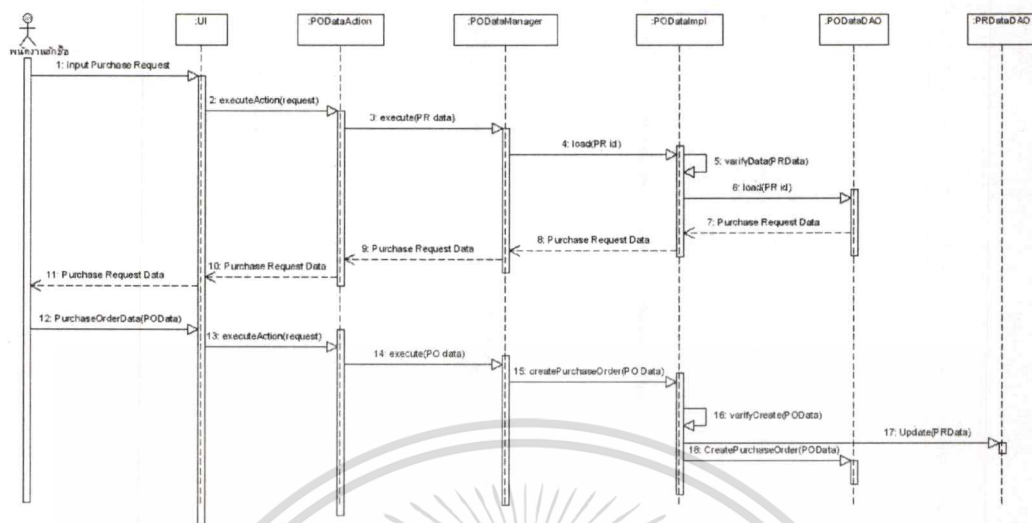 :UI
:PODataAction
:PODataManager
:PODataImpl
:PODataDAO
:PRDataDAO
พนักงานจัดซื้อ
1: Input Purchase Request
2: executeAction(request)
3: execute(PR data)
4: load(PR id)
5: varifyData(PRData)
6: load(PR id)
7: Purchase Request Data
8: Purchase Request Data
9: Purchase Request Data
10: Purchase Request Data
11: Purchase Request Data
12: PurchaseOrderData(POData)
13: executeAction(request)
14: execute(PO data)
15: createPurchaseOrder(PO Data)
16: varifyCreate(POData)
17: Update(PRData)
18: CreatePurchaseOrder(POData)